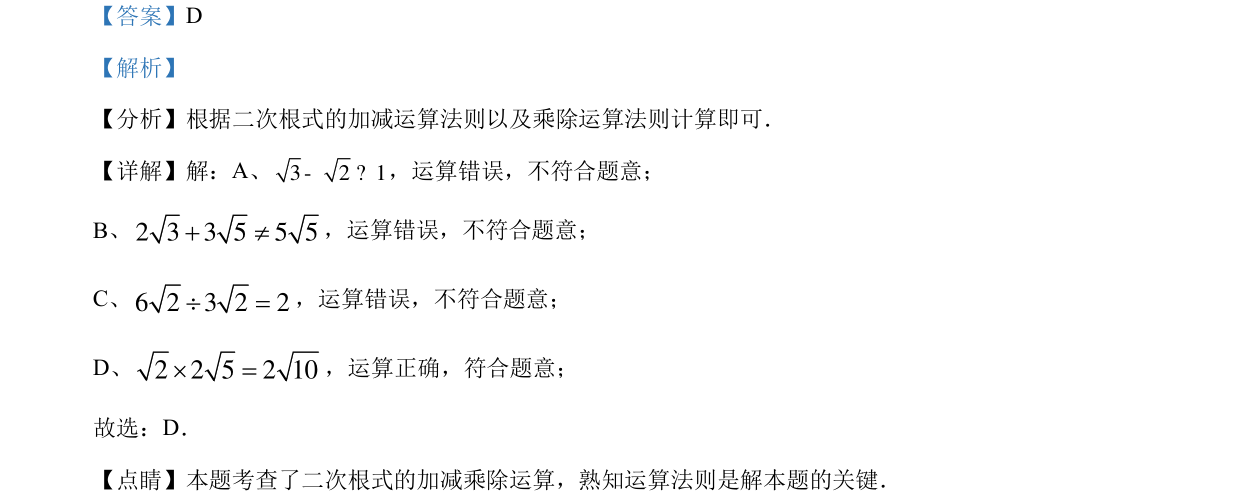 【答案】D
【解析】
【分析】根据二次根式的加减运算法则以及乘除运算法则计算即可．
【详解】解：A、√3- √2 ? 1，运算错误，不符合题意；
B、2√3+3√5≠5√5，运算错误，不符合题意；
C、6√2÷3√2=2，运算错误，不符合题意；
D、√2×2√5=2√10，运算正确，符合题意；
故选：D．
【点睛】本题考查了二次根式的加减乘除运算，熟知运算法则是解本题的关键．